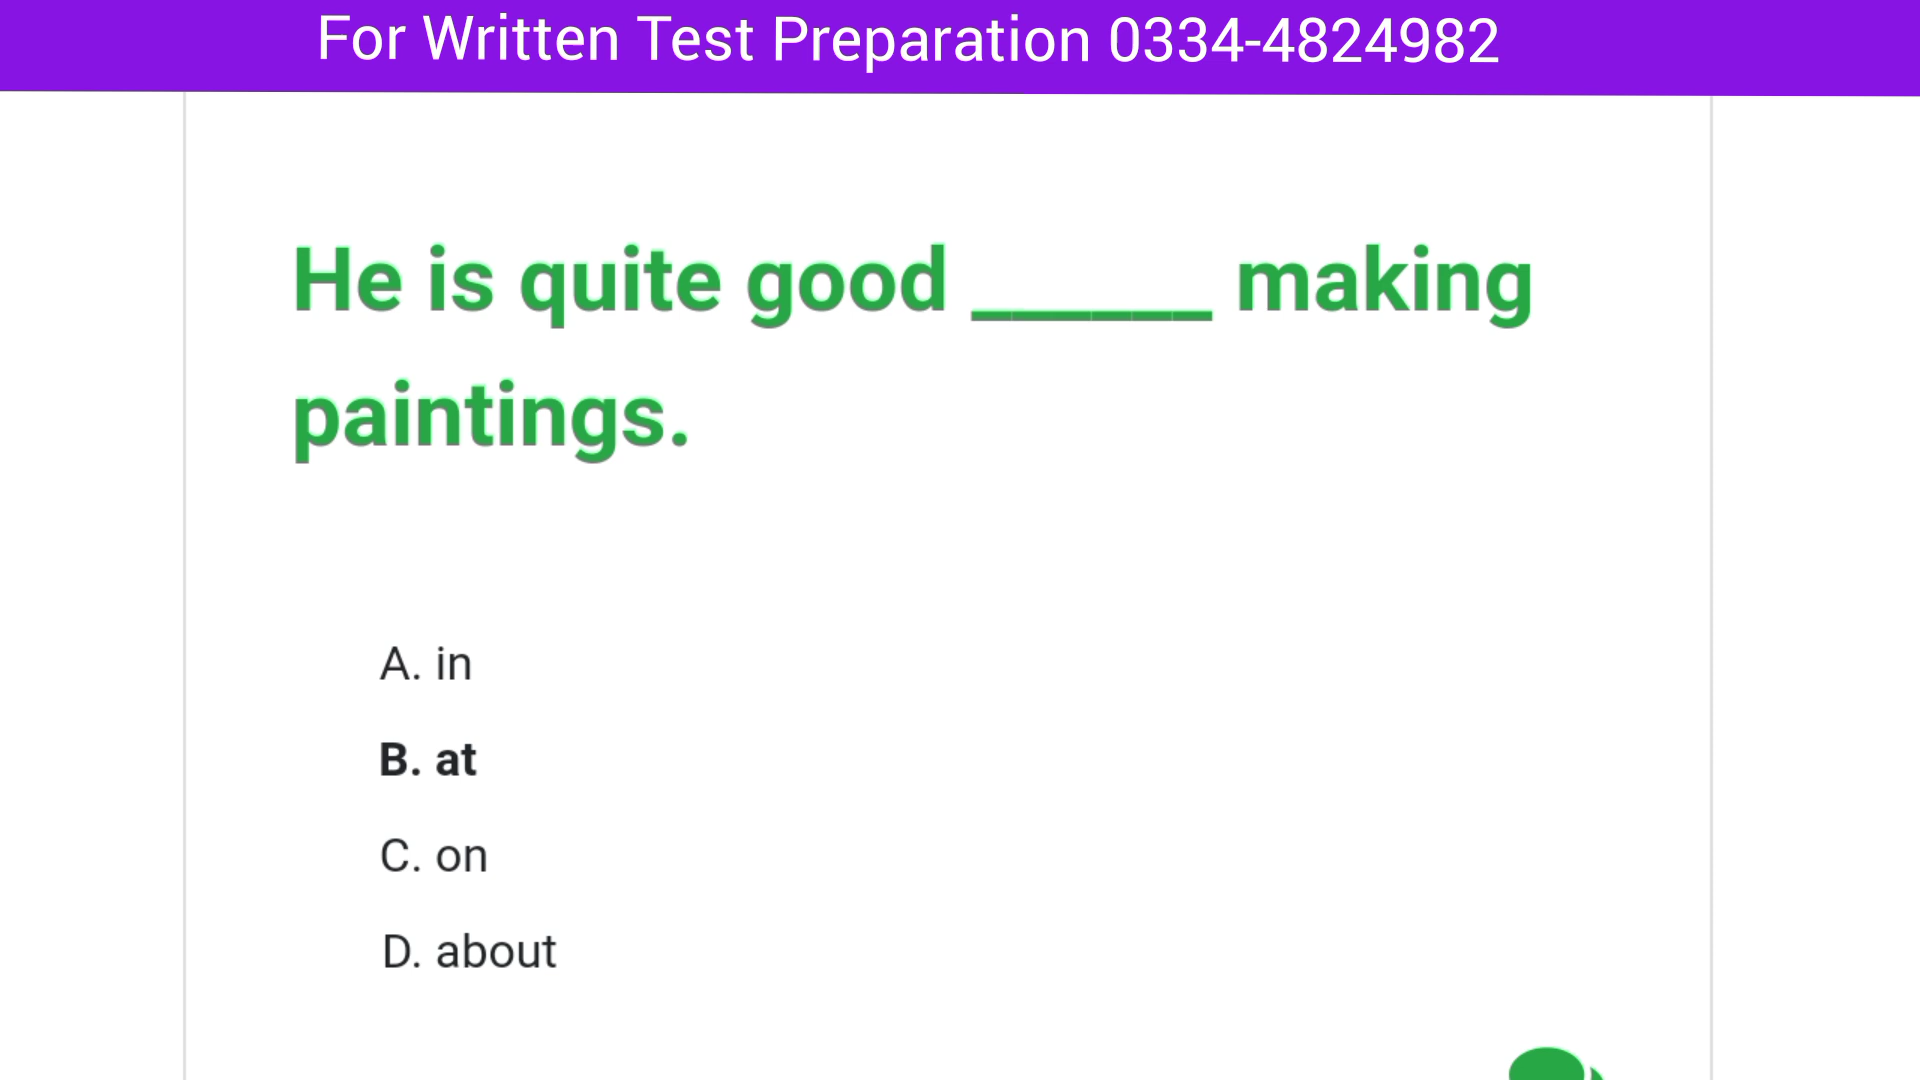 For Written Test Preparation 0334-4824982
He is quite good ______ making
paintings.
A. in
B. at
C. on
D. about